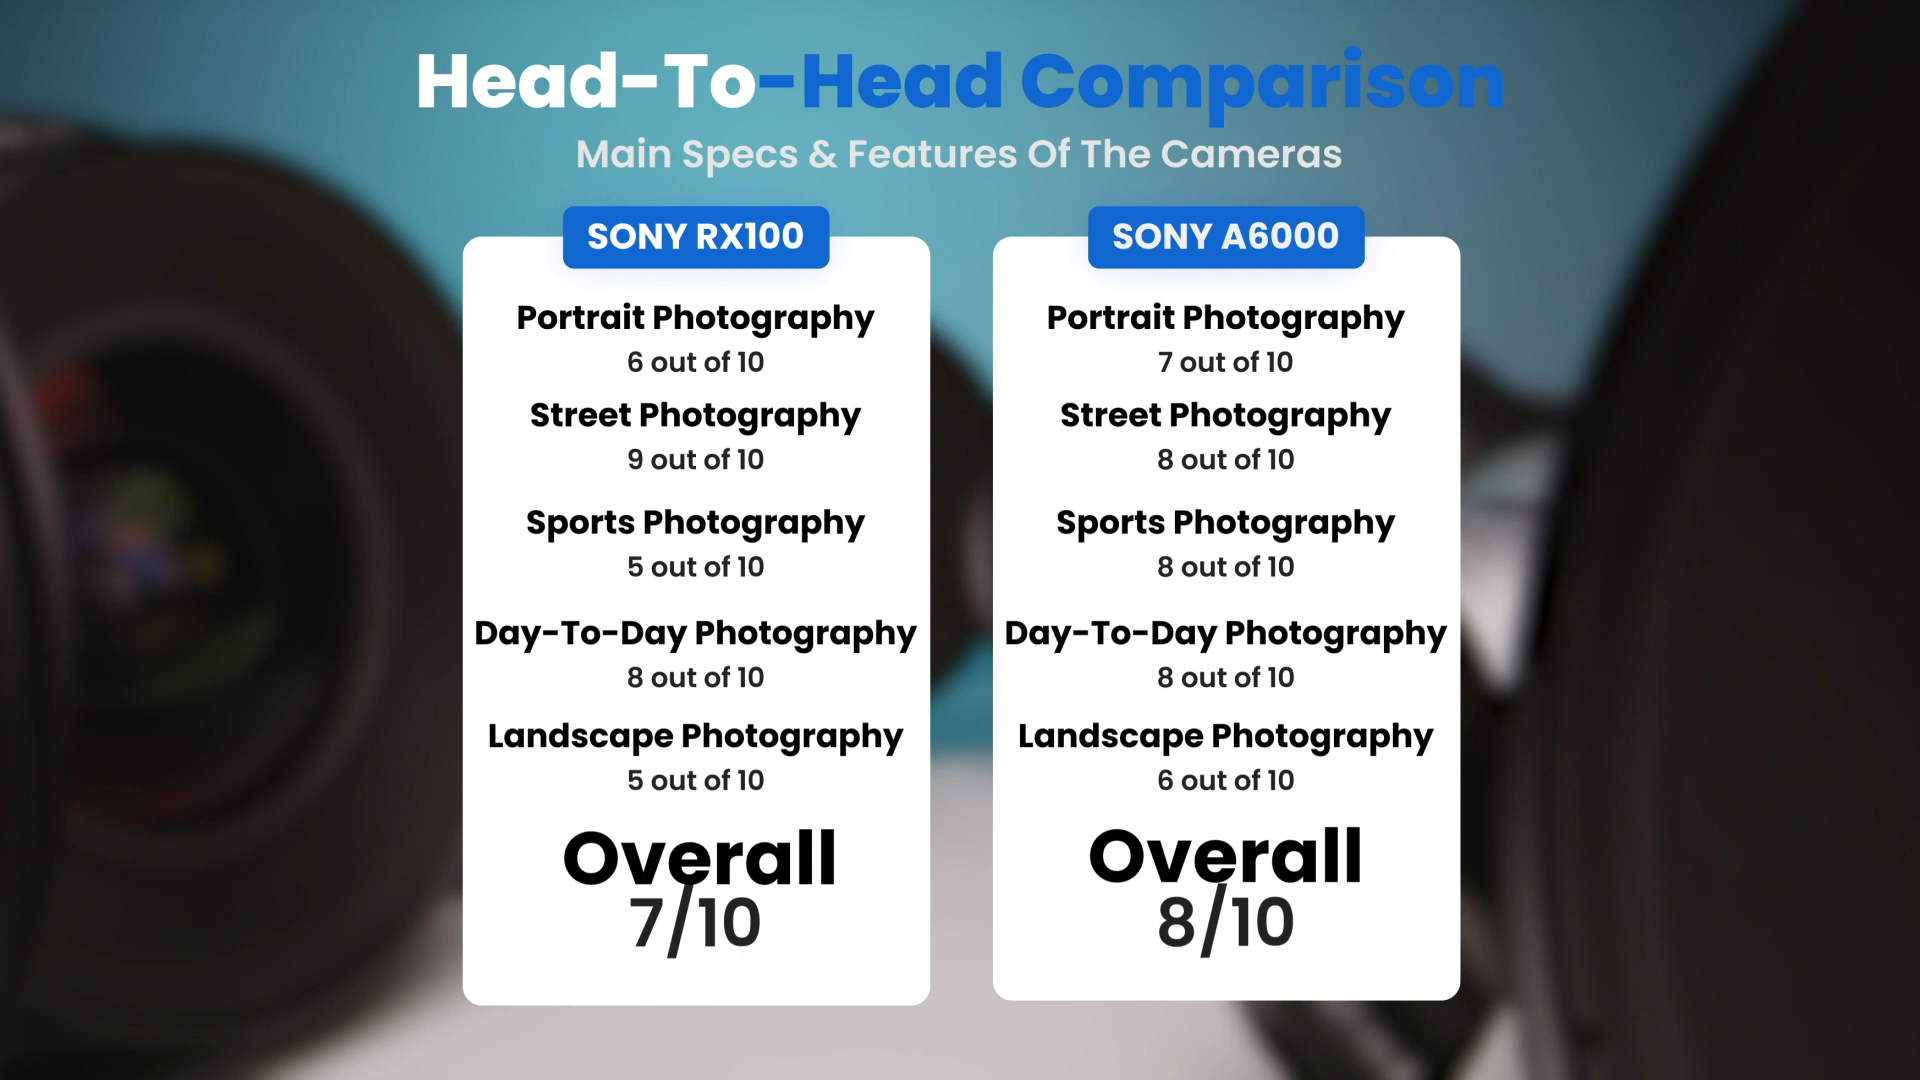 Head-To-Head Comparison
Main Specs & Features Of The Cameras
SONY RX100
Portrait Photography
6 out of 10
Street Photography
9 out of 10
Sports Photography
5 out of 10
Day-To-Day Photography
8 out of 10
Landscape Photography
5 out of 10
Overall
7/10
SONY A6000
Portrait Photography
7 out of 10
Street Photography
8 out of 10
Sports Photography
8 out of 10
Day-To-Day Photography
8 out of 10
Landscape Photography
6 out of 10
Overall
8/10